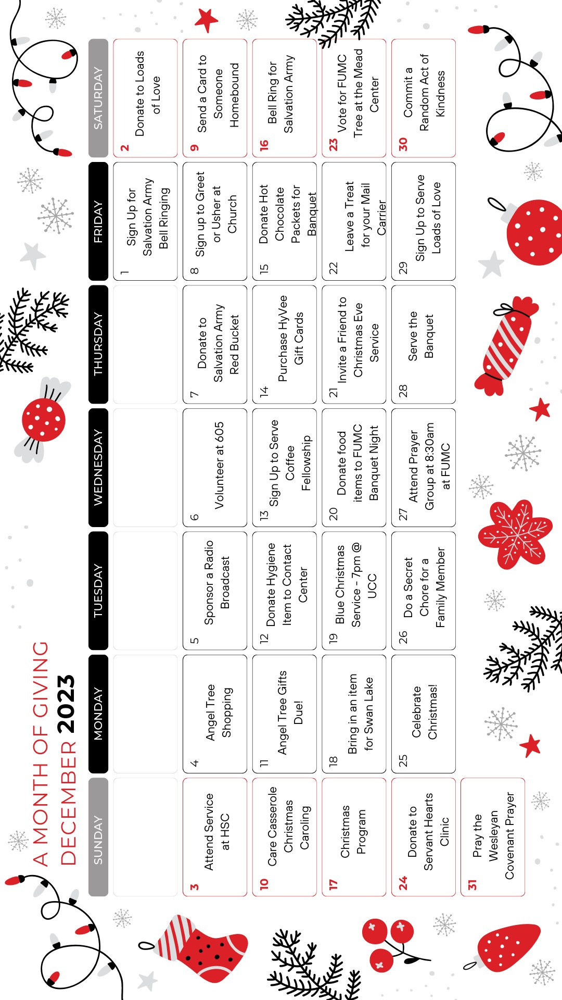 A MONTH OF GIVING
DECEMBER 2023
SUNDAY
MONDAY
TUESDAY
WEDNESDAY
THURSDAY
FRIDAY
SATURDAY
1
Sign Up for
Salvation Army
Bell Ringing
2
Donate to Loads
of Love
3
Attend Service
at HSC
4
Angel Tree
Shopping
5
Sponsor a Radio
Broadcast
6
Volunteer at 605
7
Donate to
Salvation Army
Red Bucket
8
Sign up to Greet
or Usher at
Church
9
Send a Card to
Someone
Homebound
10
Care Casserole
Christmas
Caroling
11
Angel Tree Gifts
Due!
12
Donate Hygiene
Item to Contact
Center
13
Sign Up to Serve
Coffee
Fellowship
14
Purchase HyVee
Gift Cards
15
Donate Hot
Chocolate
Packets for
Banquet
16
Bell Ring for
Salvation Army
17
Christmas
Program
18
Bring in an item
for Swan Lake
19
Blue Christmas
Service - 7pm @
UCC
20
Donate food
items to FUMC
Banquet Night
21
Invite a Friend to
Christmas Eve
Service
22
Leave a Treat
for your Mail
Carrier
23
Vote for FUMC
Tree at the Mead
Center
24
Donate to
Servant Hearts
Clinic
25
Celebrate
Christmas!
26
Do a Secret
Chore for a
Family Member
27
Attend Prayer
Group at 8:30am
at FUMC
28
Serve the
Banquet
29
Sign Up to Serve
Loads of Love
30
Commit a
Random Act of
Kindness
31
Pray the
Wesleyan
Covenant Prayer